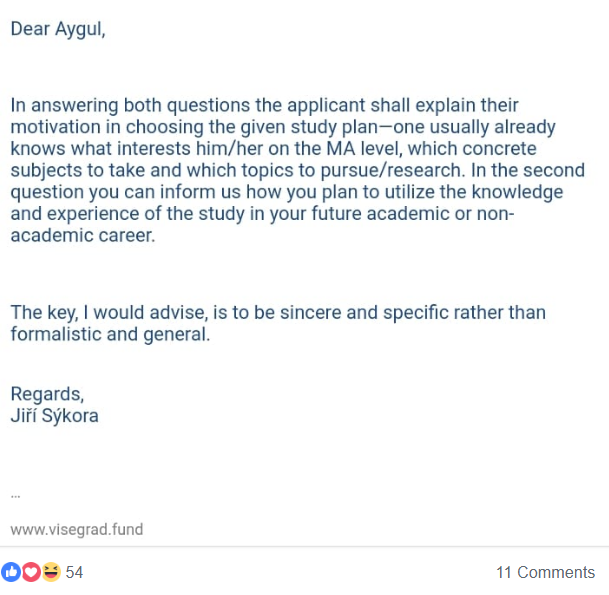 Dear Aygul,
In answering both questions the applicant shall explain their
motivation in choosing the given study plan—one usually already
knows what interests him/her on the MA level, which concrete
subjects to take and which topics to pursue/research. In the second
question you can inform us how you plan to utilize the knowledge
and experience of the study in your future academic or non-
academic career.
The key, I would advise, is to be sincere and specific rather than
formalistic and general.
Regards,
Jiří Sýkora
...
www.visegrad.fund
54
11 Comments